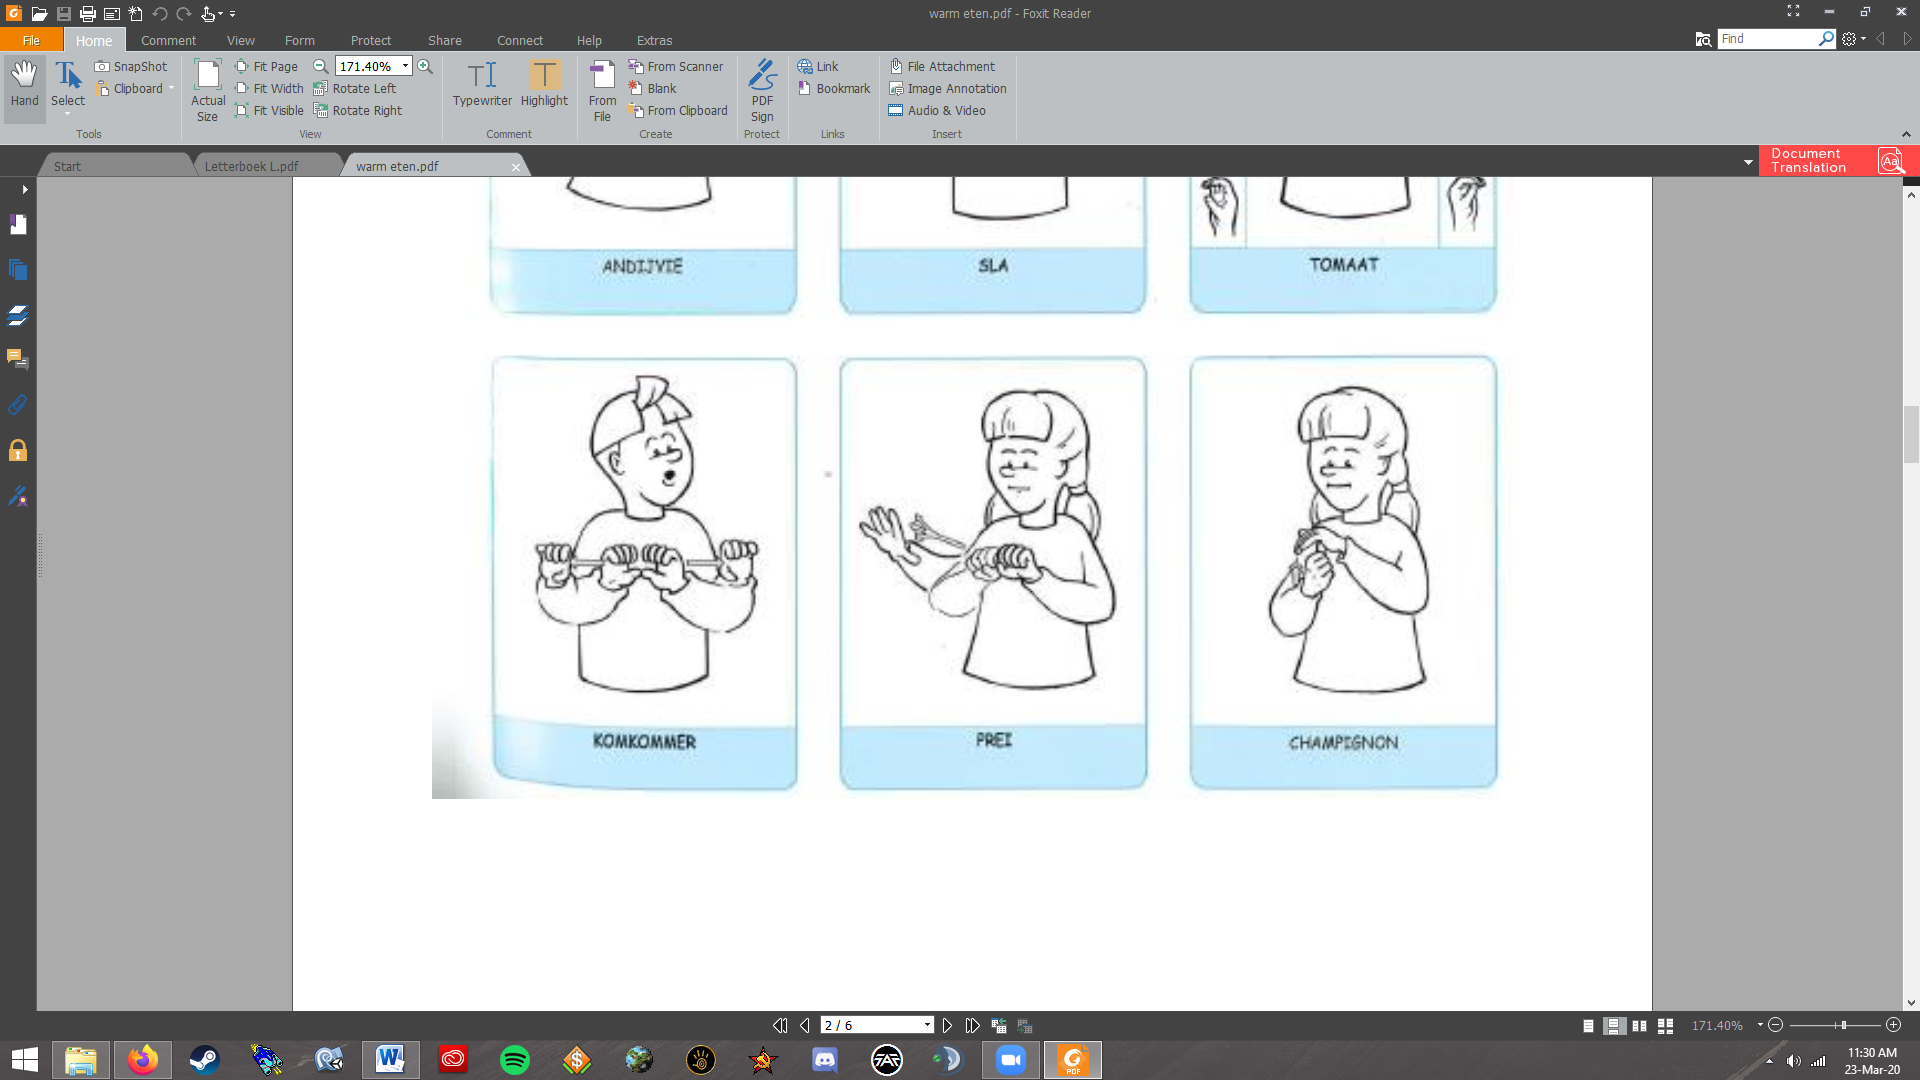 warm eten.pdf - Foxit Reader
File Home Comment View Form Protect Share Connect Help Extras
Find
Hand
Select
SnapShot
Clipboard
Tools
Actual Size
Fit Page
Fit Width
Fit Visible
171.40%
Rotate Left
Rotate Right
View
Typewriter
Highlight
Comment
From File
From Scanner
Blank
From Clipboard
Create
PDF Sign
Protect
Link
Bookmark
Links
File Attachment
Image Annotation
Audio & Video
Insert
Start
Letterboek L.pdf
warm eten.pdf
Document
Translation
Aa
ANDIJVIE
SLA
TOMAAT
KOMKOMMER
PREI
CHAMPIGNON
2 / 6
171.40%
11:30 AM
23-Mar-20